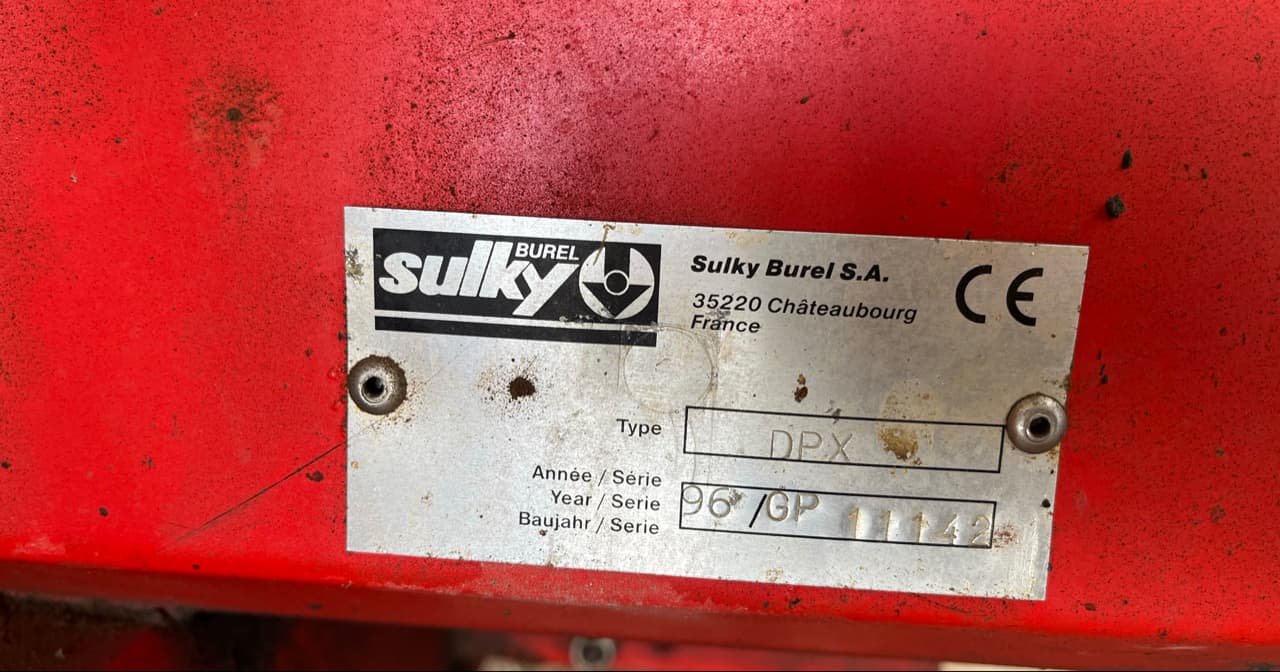 BUREL
sulky
Sulky Burel S.A.
35220 Châteaubourg
France
CE
Type DPX
Année / Série
Year / Serie
Baujahr / Serie
96 /GP 11142